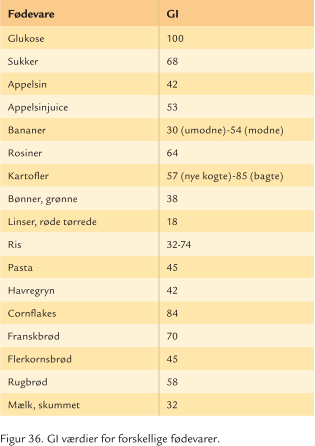 Fødevare GI
Glukose 100
Sukker 68
Appelsin 42
Appelsinjuice 53
Bananer 30 (umodne)-54 (modne)
Rosiner 64
Kartofler 57 (nye kogte)-85 (bagte)
Bønner, grønne 38
Linser, røde tørrede 18
Ris 32-74
Pasta 45
Havregryn 42
Cornflakes 84
Franskbrød 70
Flerkornsbrød 45
Rugbrød 58
Mælk, skummet 32
Figur 36. GI værdier for forskellige fødevarer.